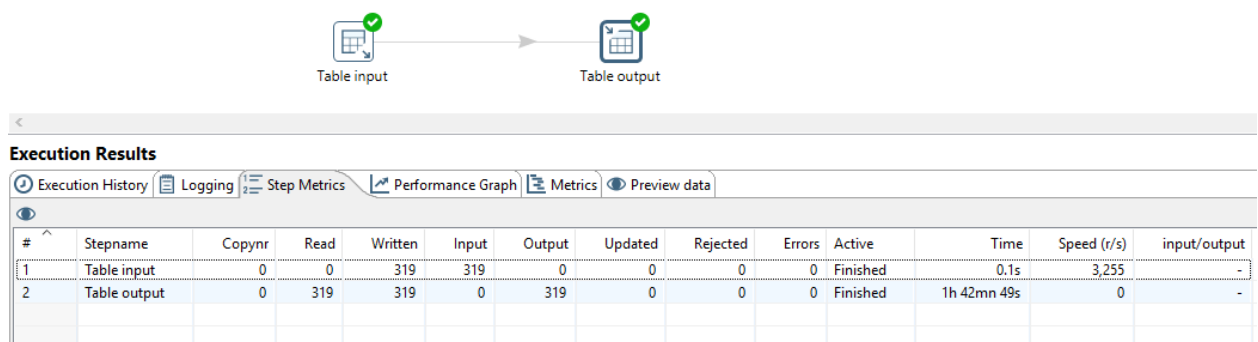 Table input Table output
<
Execution Results
Execution History Logging 1 2 Step Metrics Performance Graph Metrics Preview data
# Stepname Copynr Read Written Input Output Updated Rejected Errors Active Time Speed (r/s) input/output
1 Table input 0 0 319 319 0 0 0 0 Finished 0.1s 3,255 -
2 Table output 0 319 319 0 319 0 0 0 Finished 1h 42mn 49s 0 -